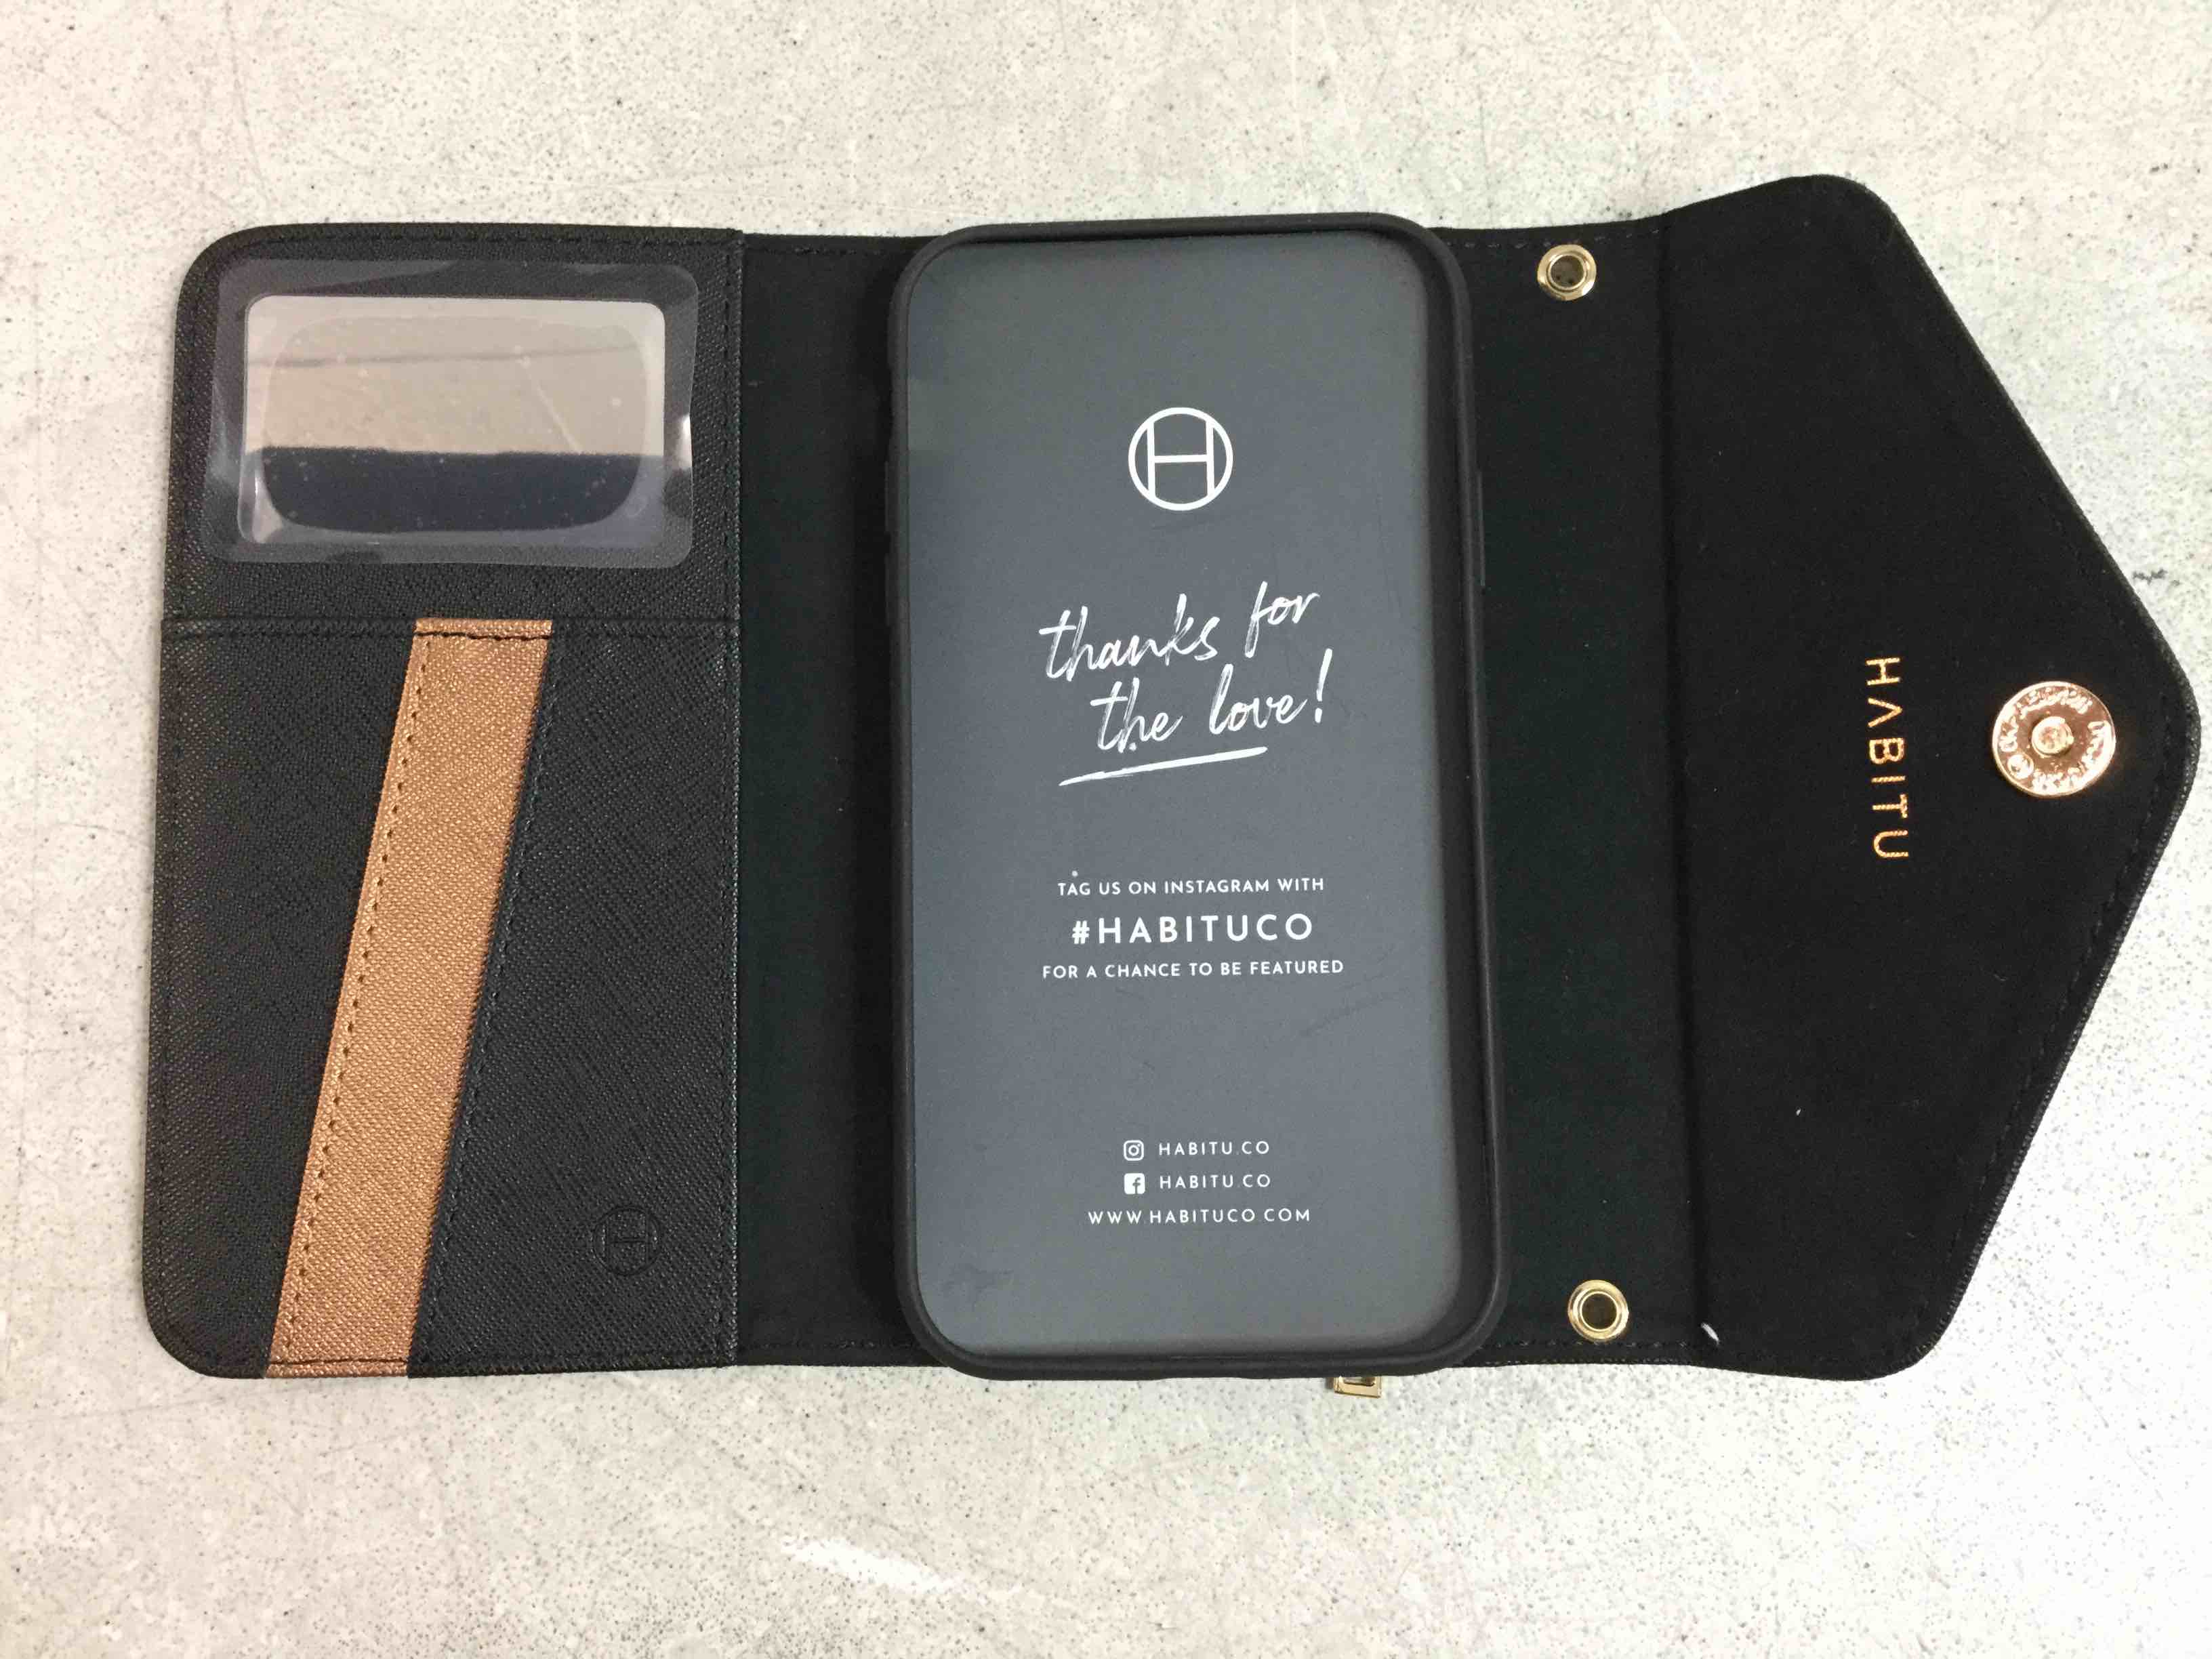 H
thanks for
the love!
TAG US ON INSTAGRAM WITH
#HABITUCO
FOR A CHANCE TO BE FEATURED
HABITU.CO
HABITU.CO
WWW.HABITUCO.COM
H
HABITU